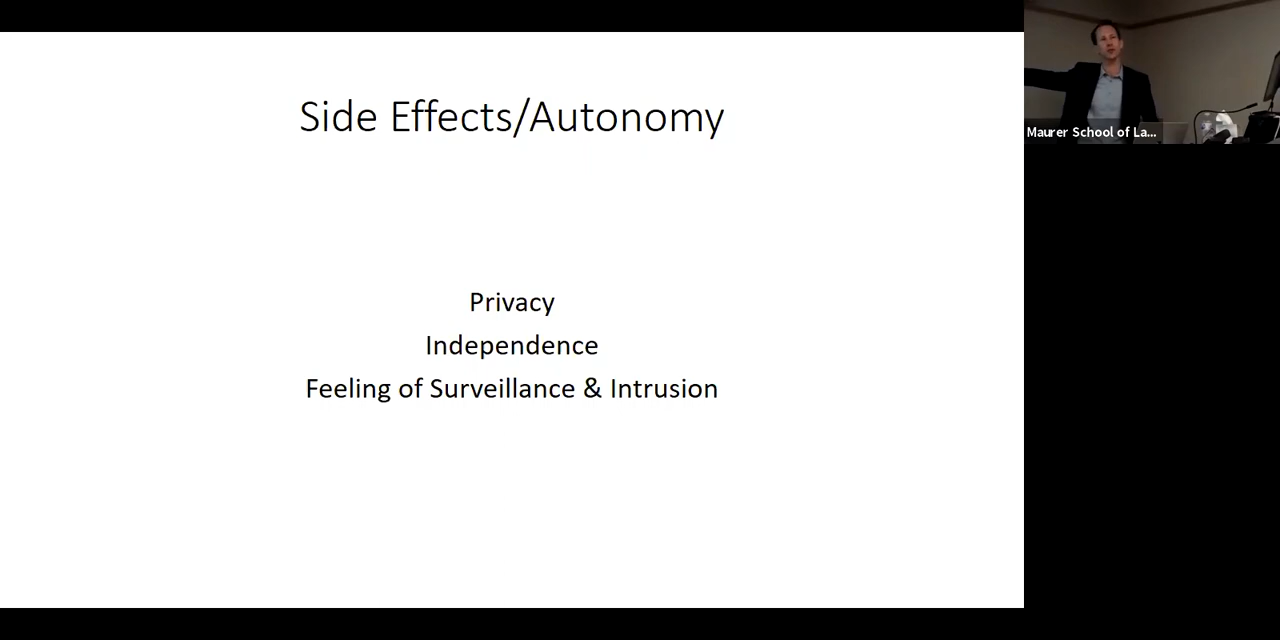 Side Effects/Autonomy
Privacy
Independence
Feeling of Surveillance & Intrusion
Maurer School of La...